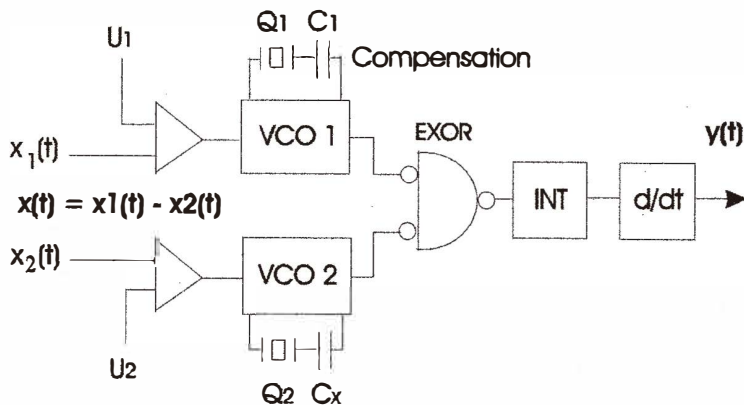 Q1 C1
U1
Compensation
VCO 1
EXOR
y(t)
x1(t)
INT
d/dt
x(t) = x1(t) - x2(t)
x2(t)
VCO 2
U2
Q2 Cx